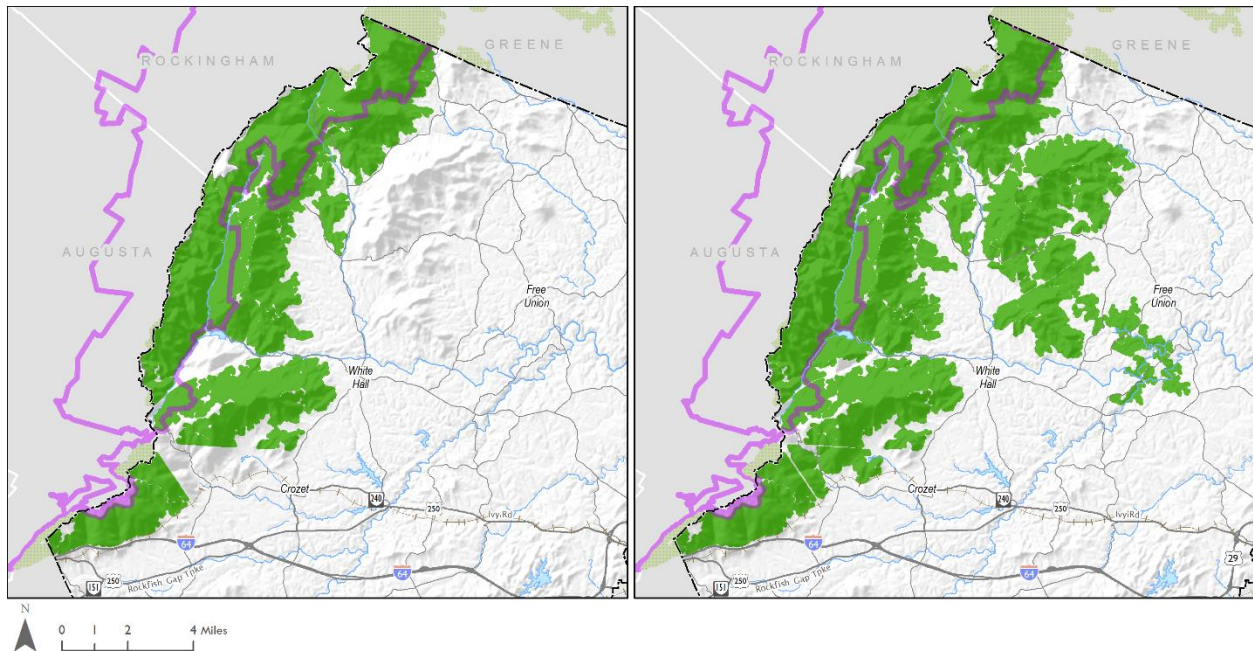 GREENE
ROCKINGHAM
AUGUSTA
Free
Union
White
Hall
Crozet
240
250
Ivy Rd
64
64
151
250
Rockfish Gap Tpke
GREENE
ROCKINGHAM
AUGUSTA
Free
Union
White
Hall
Crozet
240
250
Ivy Rd
29
64
64
151
250
Rockfish Gap Tpke
N
0 1 2 4 Miles